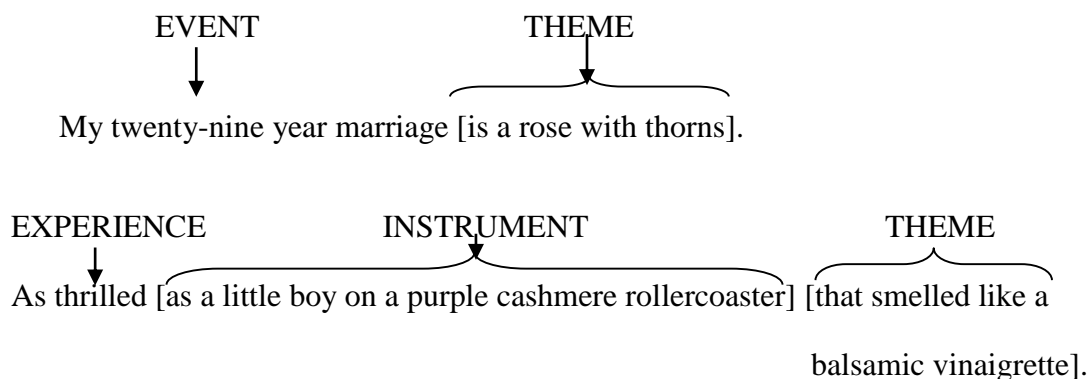 EVENT THEME
My twenty-nine year marriage [is a rose with thorns].
EXPERIENCE INSTRUMENT THEME
As thrilled [as a little boy on a purple cashmere rollercoaster] [that smelled like a
balsamic vinaigrette].